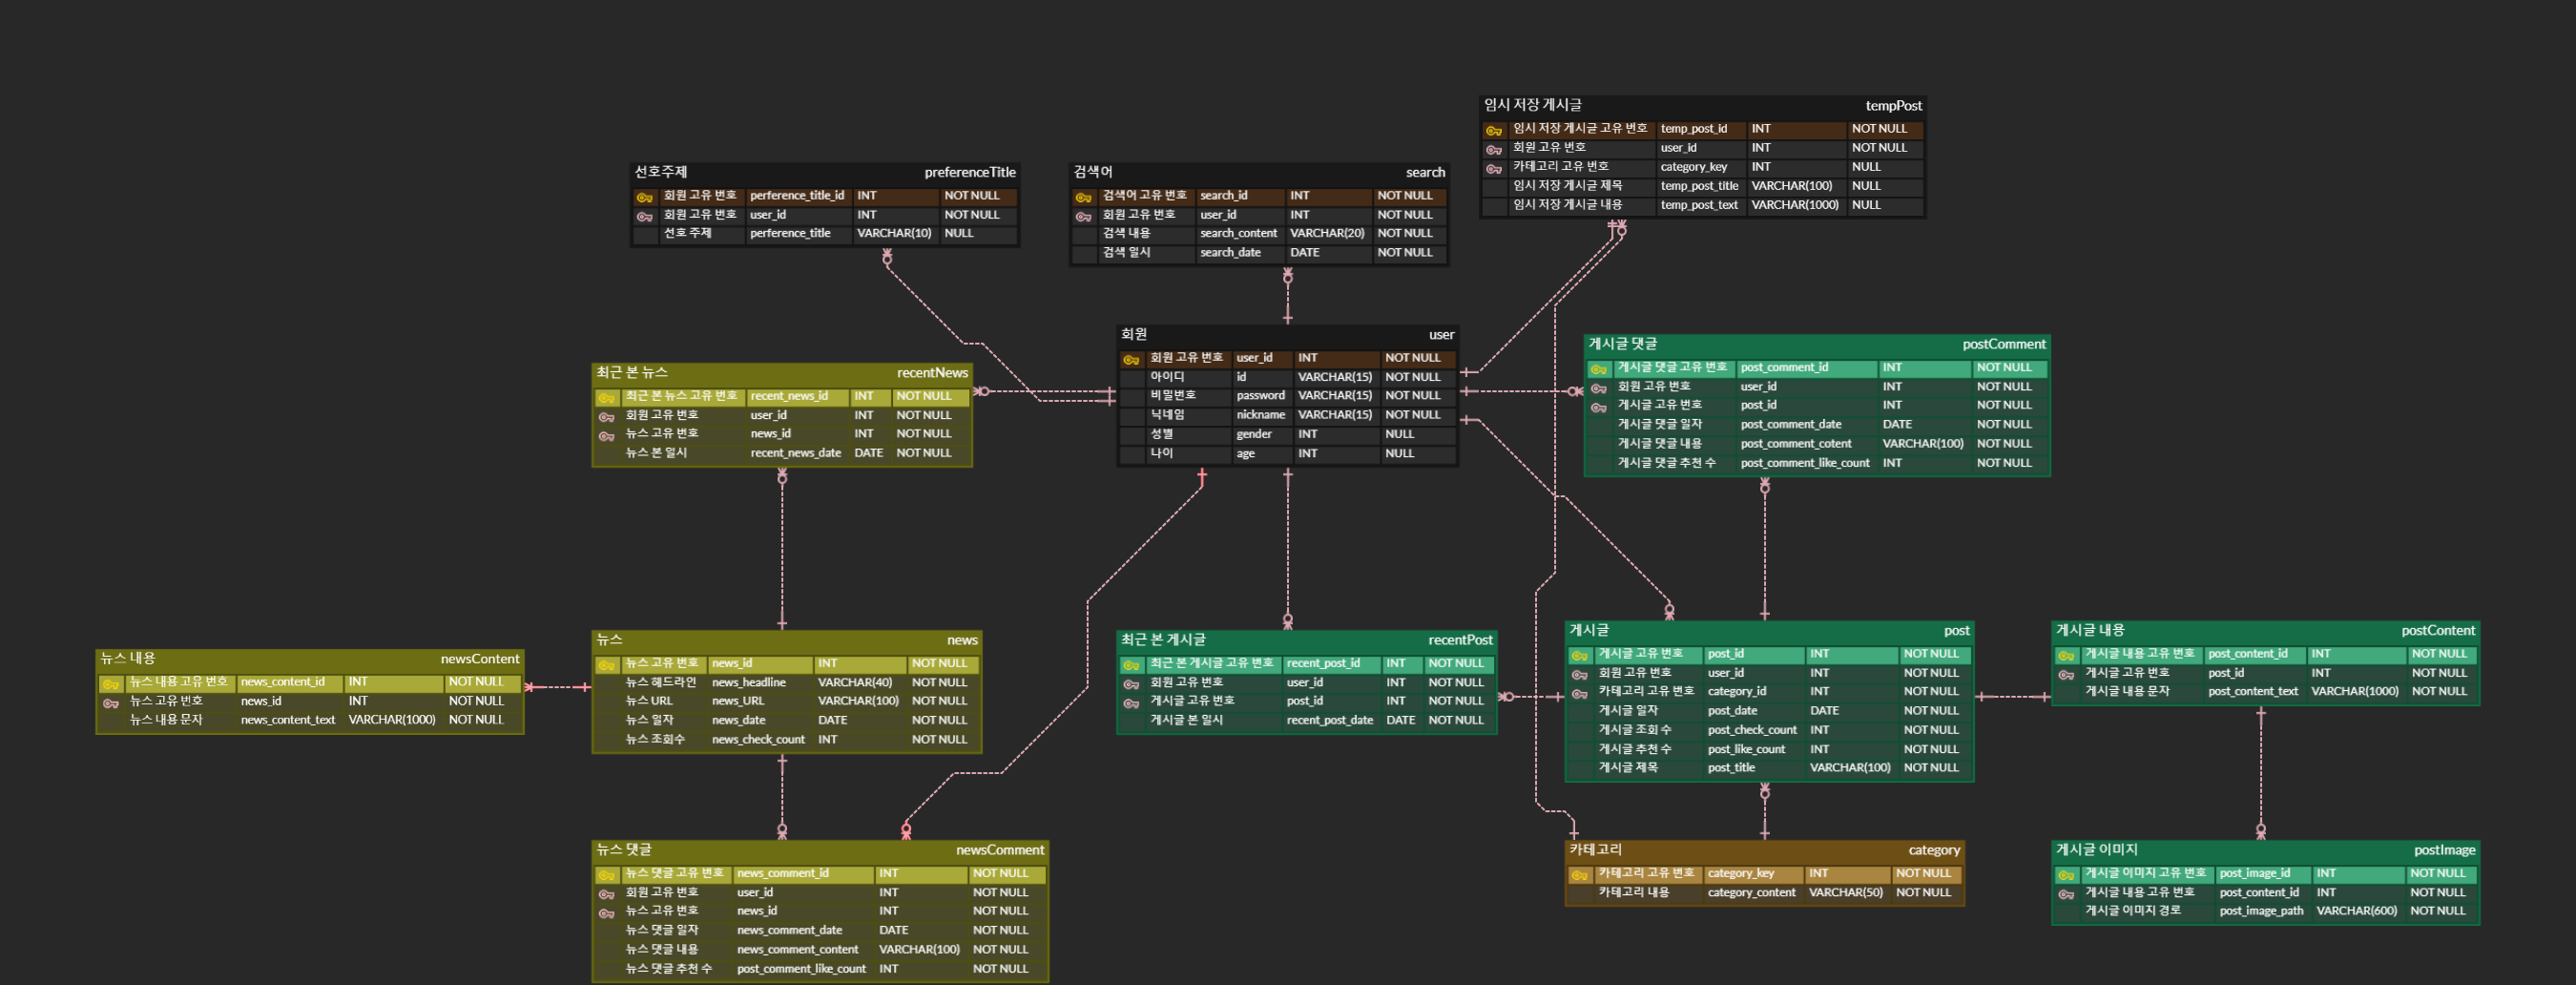 임시 저장 게시글 tempPost
임시 저장 게시글 고유 번호 temp_post_id INT NOT NULL
회원 고유 번호 user_id INT NOT NULL
카테고리 고유 번호 category_key INT NULL
임시 저장 게시글 제목 temp_post_title VARCHAR(100) NULL
임시 저장 게시글 내용 temp_post_text VARCHAR(1000) NULL
선호주제 preferenceTitle
회원 고유 번호 perference_title_id INT NOT NULL
회원 고유 번호 user_id INT NOT NULL
선호 주제 perference_title VARCHAR(10) NULL
검색어 search
검색어 고유 번호 search_id INT NOT NULL
회원 고유 번호 user_id INT NOT NULL
검색 내용 search_content VARCHAR(20) NOT NULL
검색 일시 search_date DATE NOT NULL
회원 user
회원 고유 번호 user_id INT NOT NULL
아이디 id VARCHAR(15) NOT NULL
비밀번호 password VARCHAR(15) NOT NULL
닉네임 nickname VARCHAR(15) NOT NULL
성별 gender INT NULL
나이 age INT NULL
게시글 댓글 postComment
게시글 댓글 고유 번호 post_comment_id INT NOT NULL
회원 고유 번호 user_id INT NOT NULL
게시글 고유 번호 post_id INT NOT NULL
게시글 댓글 일자 post_comment_date DATE NOT NULL
게시글 댓글 내용 post_comment_cotent VARCHAR(100) NOT NULL
게시글 댓글 추천 수 post_comment_like_count INT NOT NULL
최근 본 뉴스 recentNews
최근 본 뉴스 고유 번호 recent_news_id INT NOT NULL
회원 고유 번호 user_id INT NOT NULL
뉴스 고유 번호 news_id INT NOT NULL
뉴스 본 일시 recent_news_date DATE NOT NULL
뉴스 내용 newsContent
뉴스 내용 고유 번호 news_content_id INT NOT NULL
뉴스 고유 번호 news_id INT NOT NULL
뉴스 내용 문자 news_content_text VARCHAR(1000) NOT NULL
뉴스 news
뉴스 고유 번호 news_id INT NOT NULL
뉴스 헤드라인 news_headline VARCHAR(40) NOT NULL
뉴스 URL news_URL VARCHAR(100) NOT NULL
뉴스 일자 news_date DATE NOT NULL
뉴스 조회수 news_check_count INT NOT NULL
최근 본 게시글 recentPost
최근 본 게시글 고유 번호 recent_post_id INT NOT NULL
회원 고유 번호 user_id INT NOT NULL
게시글 고유 번호 post_id INT NOT NULL
게시글 본 일시 recent_post_date DATE NOT NULL
게시글 post
게시글 고유 번호 post_id INT NOT NULL
회원 고유 번호 user_id INT NOT NULL
카테고리 고유 번호 category_id INT NOT NULL
게시글 일자 post_date DATE NOT NULL
게시글 조회 수 post_check_count INT NOT NULL
게시글 추천 수 post_like_count INT NOT NULL
게시글 제목 post_title VARCHAR(100) NOT NULL
게시글 내용 postContent
게시글 내용 고유 번호 post_content_id INT NOT NULL
게시글 고유 번호 post_id INT NOT NULL
게시글 내용 문자 post_content_text VARCHAR(1000) NOT NULL
뉴스 댓글 newsComment
뉴스 댓글 고유 번호 news_comment_id INT NOT NULL
회원 고유 번호 user_id INT NOT NULL
뉴스 고유 번호 news_id INT NOT NULL
뉴스 댓글 일자 news_comment_date DATE NOT NULL
뉴스 댓글 내용 news_comment_content VARCHAR(100) NOT NULL
뉴스 댓글 추천 수 post_comment_like_count INT NOT NULL
카테고리 category
카테고리 고유 번호 category_key INT NOT NULL
카테고리 내용 category_content VARCHAR(50) NOT NULL
게시글 이미지 postImage
게시글 이미지 고유 번호 post_image_id INT NOT NULL
게시글 내용 고유 번호 post_content_id INT NOT NULL
게시글 이미지 경로 post_image_path VARCHAR(600) NOT NULL